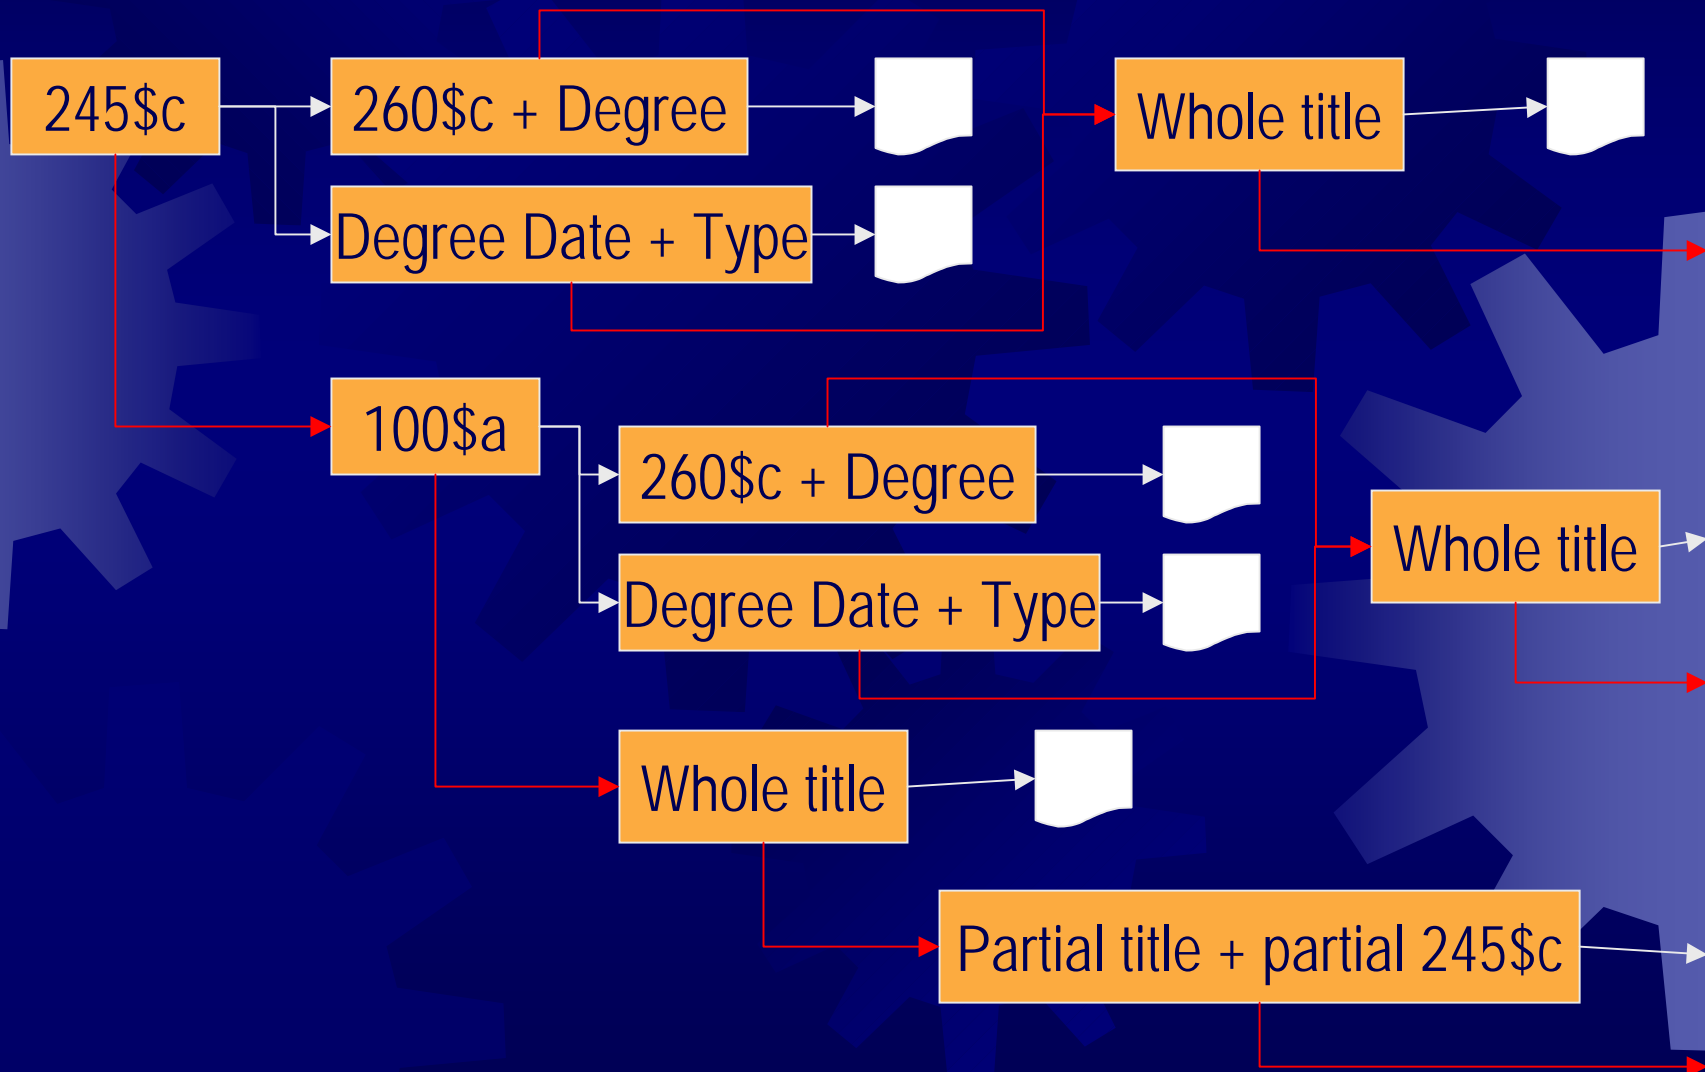 245$c
260$c + Degree
Whole title
Degree Date + Type
100$a
260$c + Degree
Whole title
Degree Date + Type
Whole title
Partial title + partial 245$c